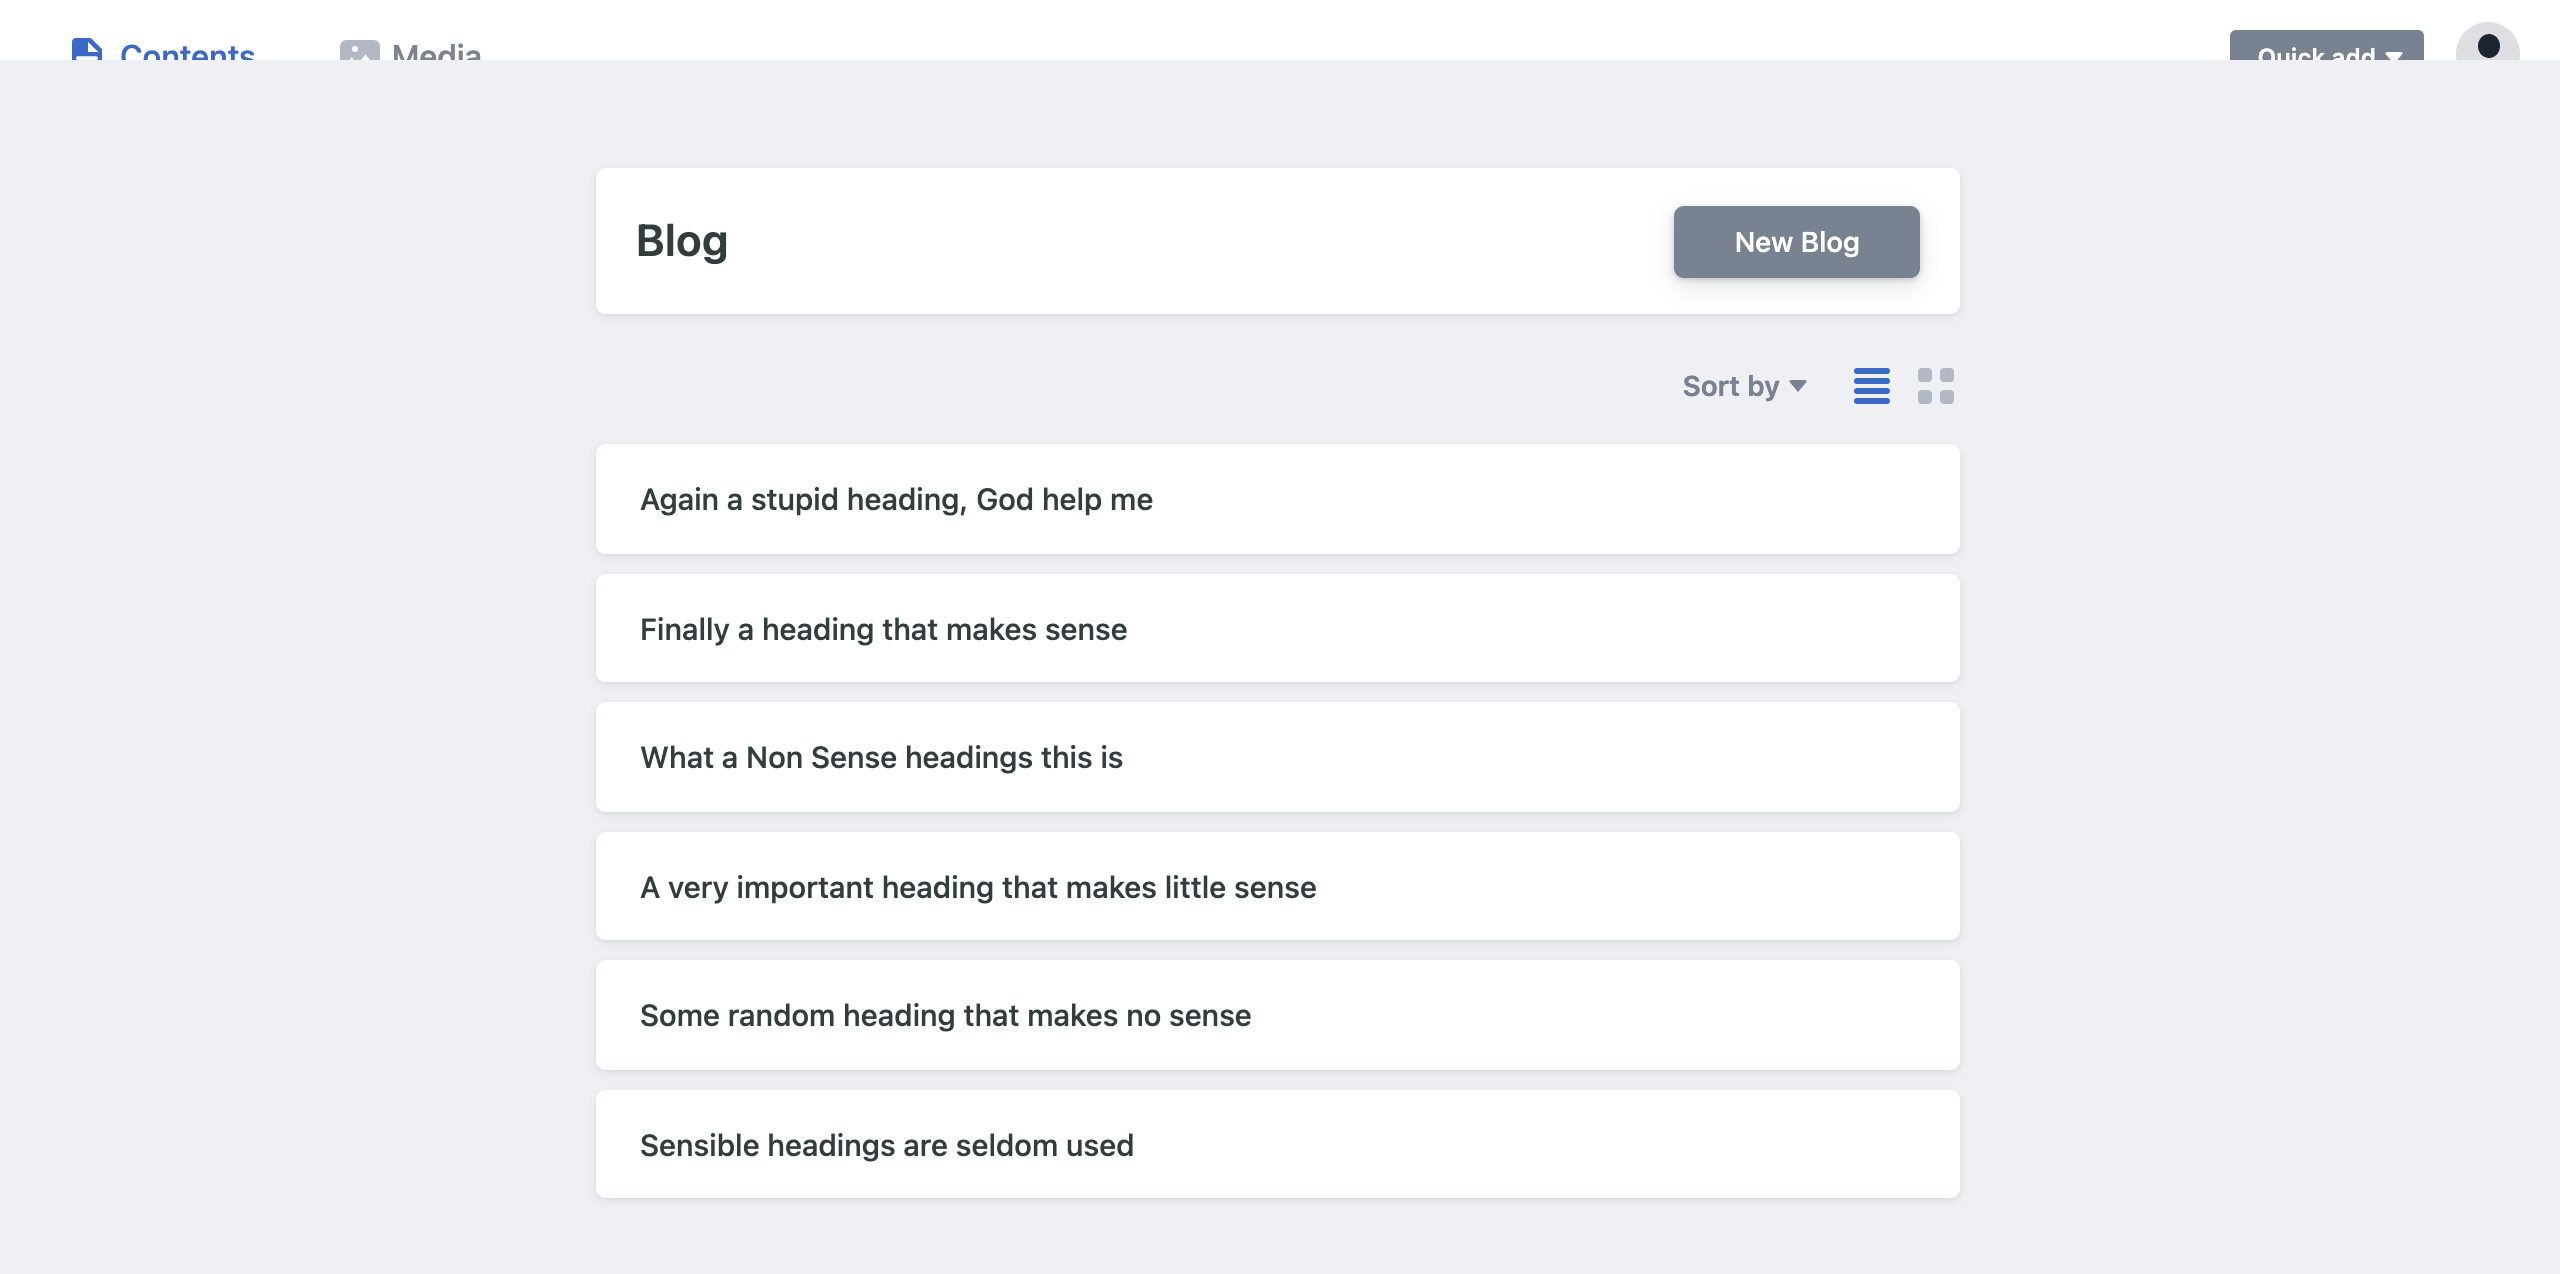 Contents
Media
Quick add
Blog
New Blog
Sort by
Again a stupid heading, God help me
Finally a heading that makes sense
What a Non Sense headings this is
A very important heading that makes little sense
Some random heading that makes no sense
Sensible headings are seldom used